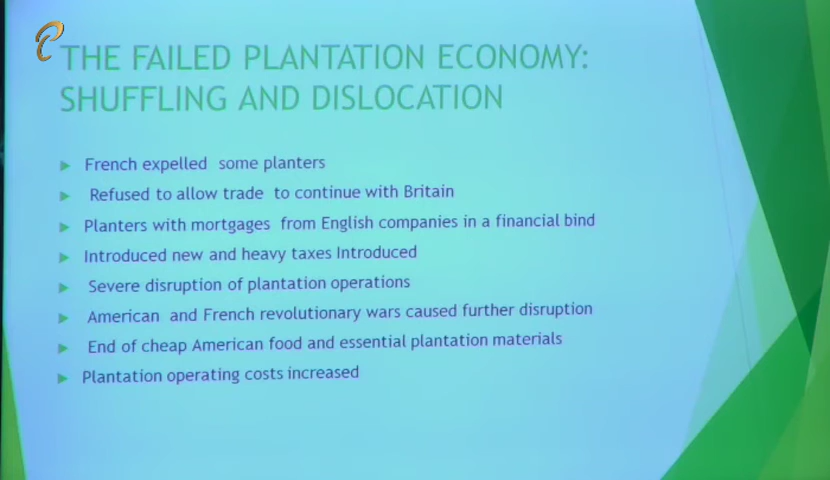 THE FAILED PLANTATION ECONOMY:
SHUFFLING AND DISLOCATION
French expelled some planters
Refused to allow trade to continue with Britain
Planters with mortgages from English companies in a financial bind
Introduced new and heavy taxes Introduced
Severe disruption of plantation operations
American and French revolutionary wars caused further disruption
End of cheap American food and essential plantation materials
Plantation operating costs increased